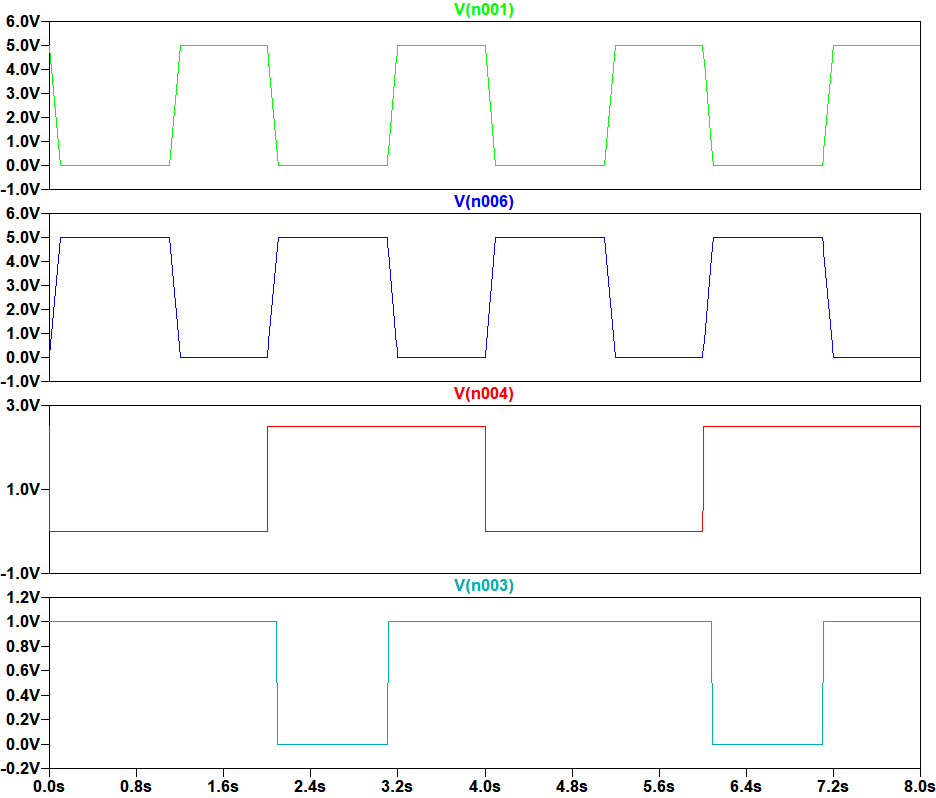 V(n001)
6.0V
5.0V
4.0V
3.0V
2.0V
1.0V
0.0V
-1.0V
V(n006)
6.0V
5.0V
4.0V
3.0V
2.0V
1.0V
0.0V
-1.0V
V(n004)
3.0V
1.0V
-1.0V
V(n003)
1.2V
1.0V
0.8V
0.6V
0.4V
0.2V
0.0V
-0.2V
0.0s 0.8s 1.6s 2.4s 3.2s 4.0s 4.8s 5.6s 6.4s 7.2s 8.0s